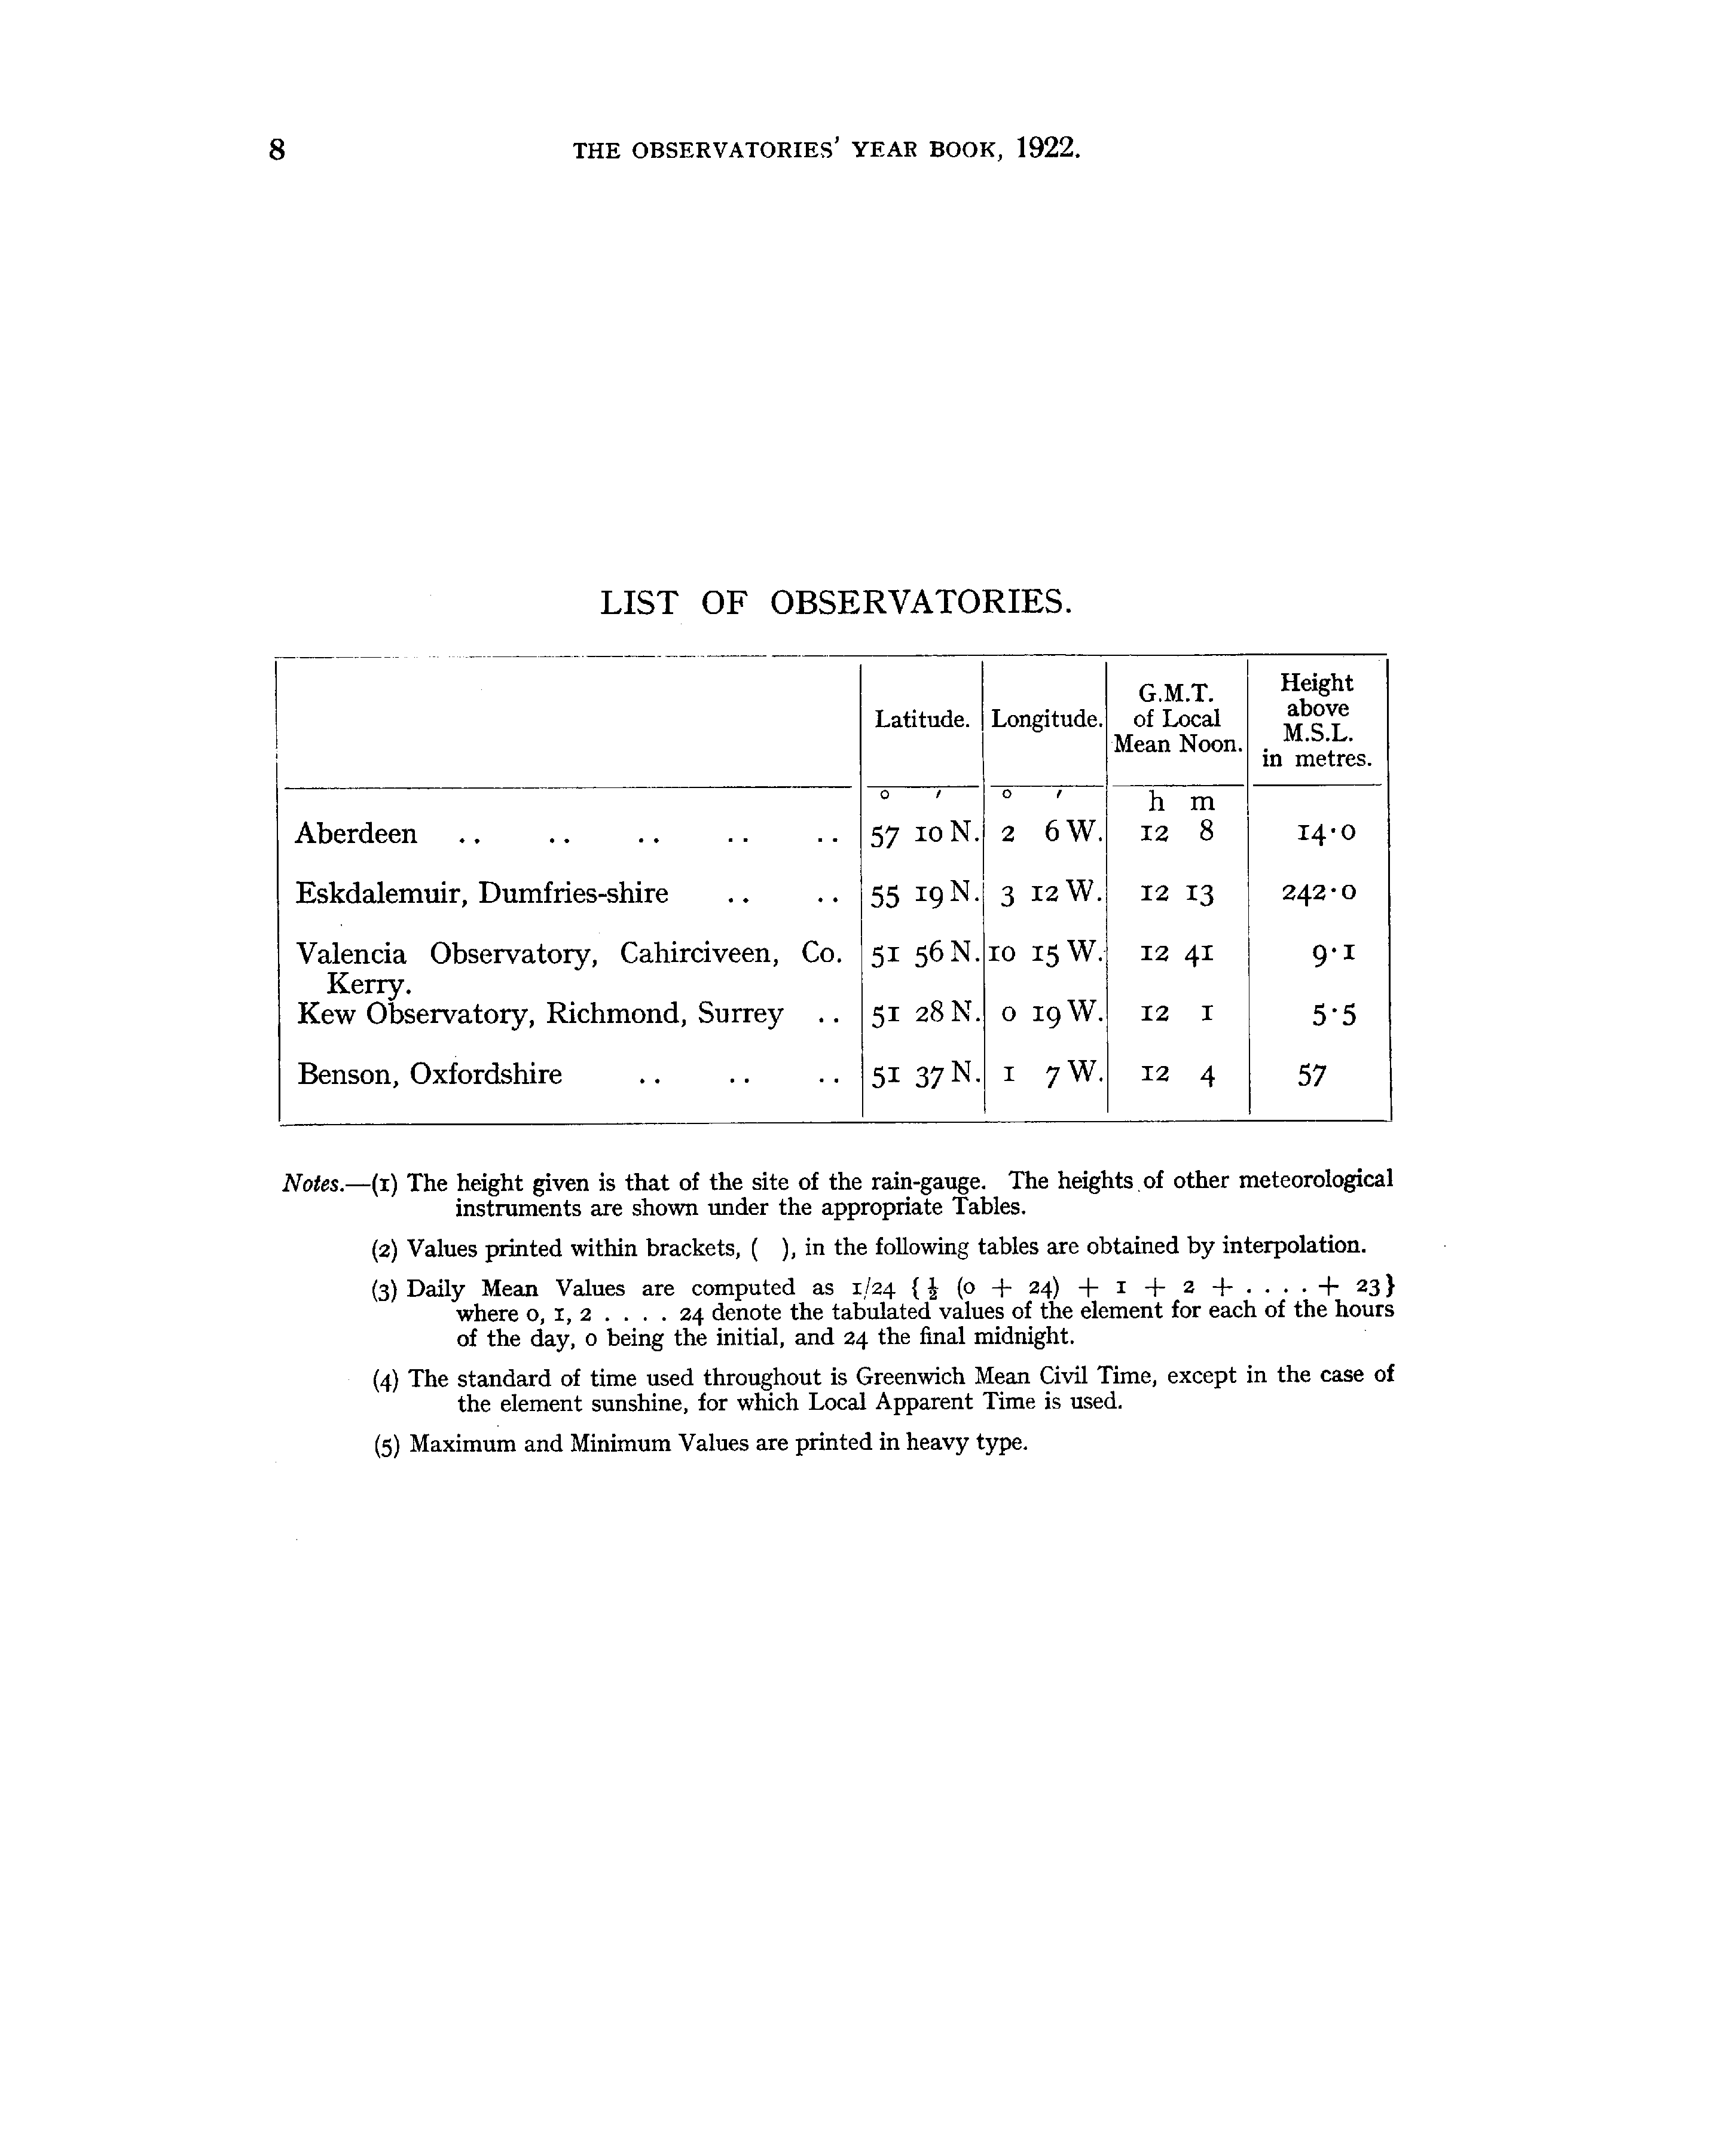 8 THE OBSERVATORIES' YEAR BOOK, 1922.
LIST OF OBSERVATORIES.
Latitude. Longitude. G.M.T. of Local Mean Noon. Height above M.S.L. in metres.
° ′ ° ′ h m
Aberdeen .. .. .. .. .. 57 10 N. 2 6 W. 12 8 14·0
Eskdalemuir, Dumfries-shire .. .. 55 19 N. 3 12 W. 12 13 242·0
Valencia Observatory, Cahirciveen, Co. 51 56 N. 10 15 W. 12 41 9·1
Kerry.
Kew Observatory, Richmond, Surrey .. 51 28 N. 0 19 W. 12 1 5·5
Benson, Oxfordshire .. .. .. 51 37 N. 1 7 W. 12 4 57
Notes.—(1) The height given is that of the site of the rain-gauge. The heights of other meteorological
instruments are shown under the appropriate Tables.
(2) Values printed within brackets, ( ), in the following tables are obtained by interpolation.
(3) Daily Mean Values are computed as 1/24 {½ (0 + 24) + 1 + 2 + . . . . + 23}
where 0, 1, 2 . . . . 24 denote the tabulated values of the element for each of the hours
of the day, 0 being the initial, and 24 the final midnight.
(4) The standard of time used throughout is Greenwich Mean Civil Time, except in the case of
the element sunshine, for which Local Apparent Time is used.
(5) Maximum and Minimum Values are printed in heavy type.